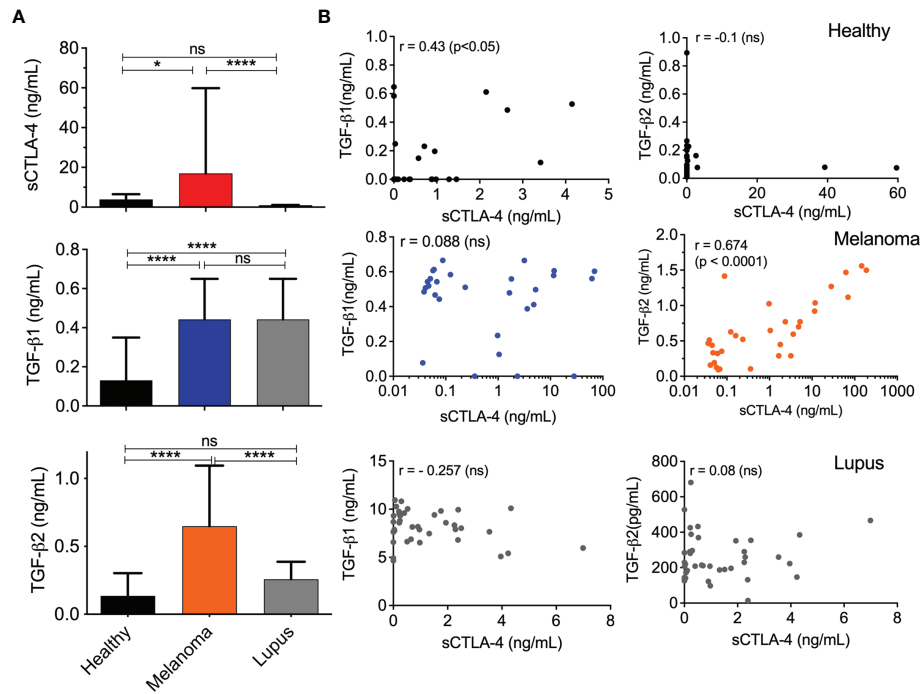 A
B
80
60
40
20
0
sCTLA-4 (ng/mL)
ns
*
****
0.8
0.6
0.4
0.2
0.0
TGF-β1 (ng/mL)
****
****
ns
1.0
0.5
0.0
TGF-β2 (ng/mL)
ns
****
****
Healthy
Melanoma
Lupus
r = 0.43 (p<0.05)
1.0
0.8
0.6
0.4
0.2
0.0
TGF-β1(ng/mL)
0 1 2 3 4 5
sCTLA-4 (ng/mL)
Healthy
r = -0.1 (ns)
1.0
0.8
0.6
0.4
0.2
0.0
TGF-β2 (ng/mL)
0 20 40 60
sCTLA-4 (ng/mL)
r = 0.088 (ns)
0.8
0.6
0.4
0.2
0.0
TGF-β1(ng/mL)
0.01 0.1 1 10 100
sCTLA-4 (ng/mL)
Melanoma
r = 0.674
(p < 0.0001)
2.0
1.5
1.0
0.5
0.0
TGF-β2 (ng/mL)
0.01 0.1 1 10 100 1000
sCTLA-4 (ng/mL)
r = - 0.257 (ns)
15
10
5
0
TGF-β1 (ng/mL)
0 2 4 6 8
sCTLA-4 (ng/mL)
Lupus
r = 0.08 (ns)
800
600
400
200
0
TGF-β2(pg/mL)
0 2 4 6 8
sCTLA-4 (ng/mL)